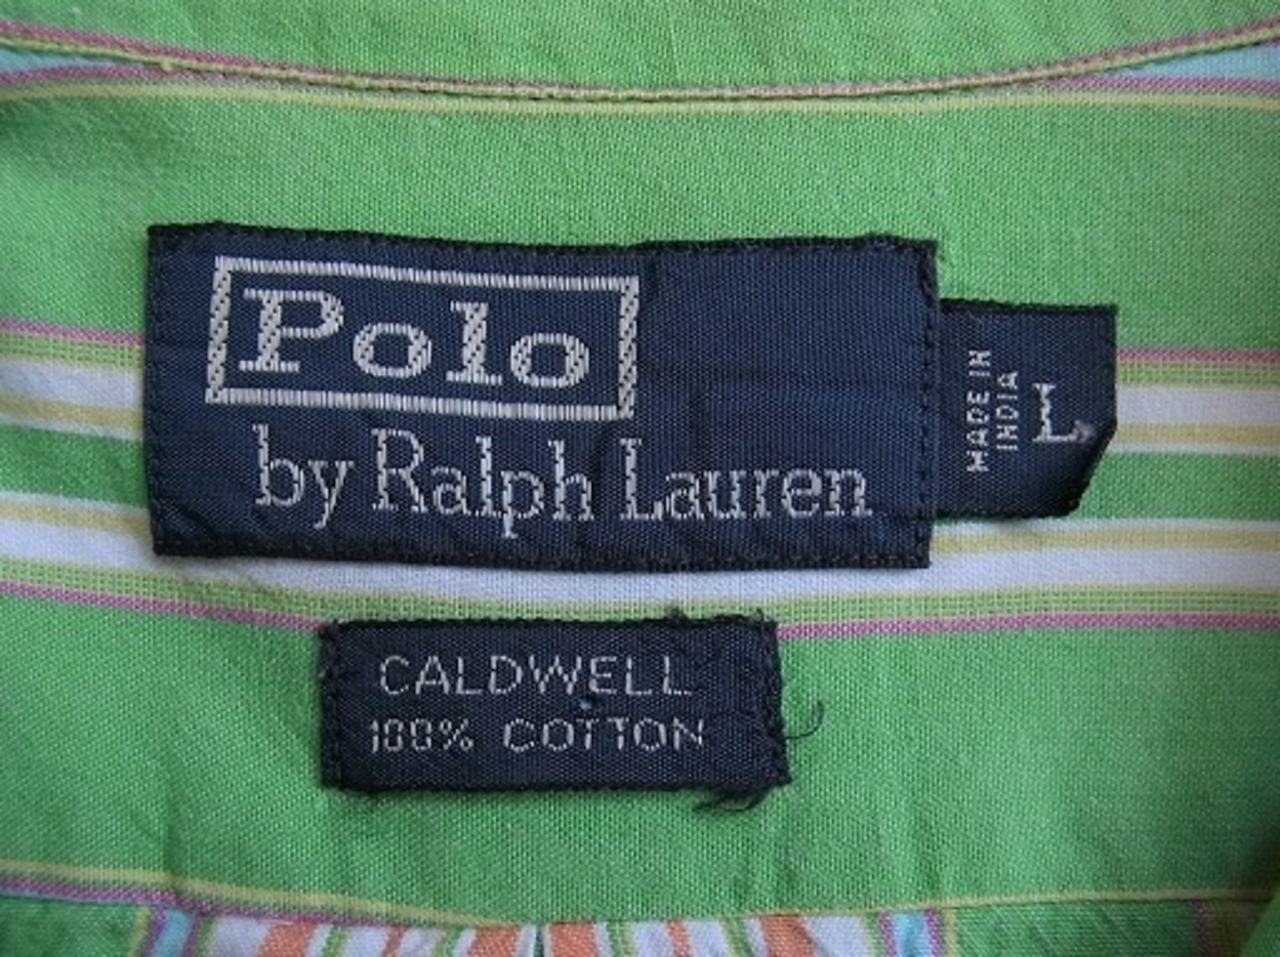 Polo
by Ralph Lauren
MADE IN
INDIA
L
CALDWELL
100% COTTON